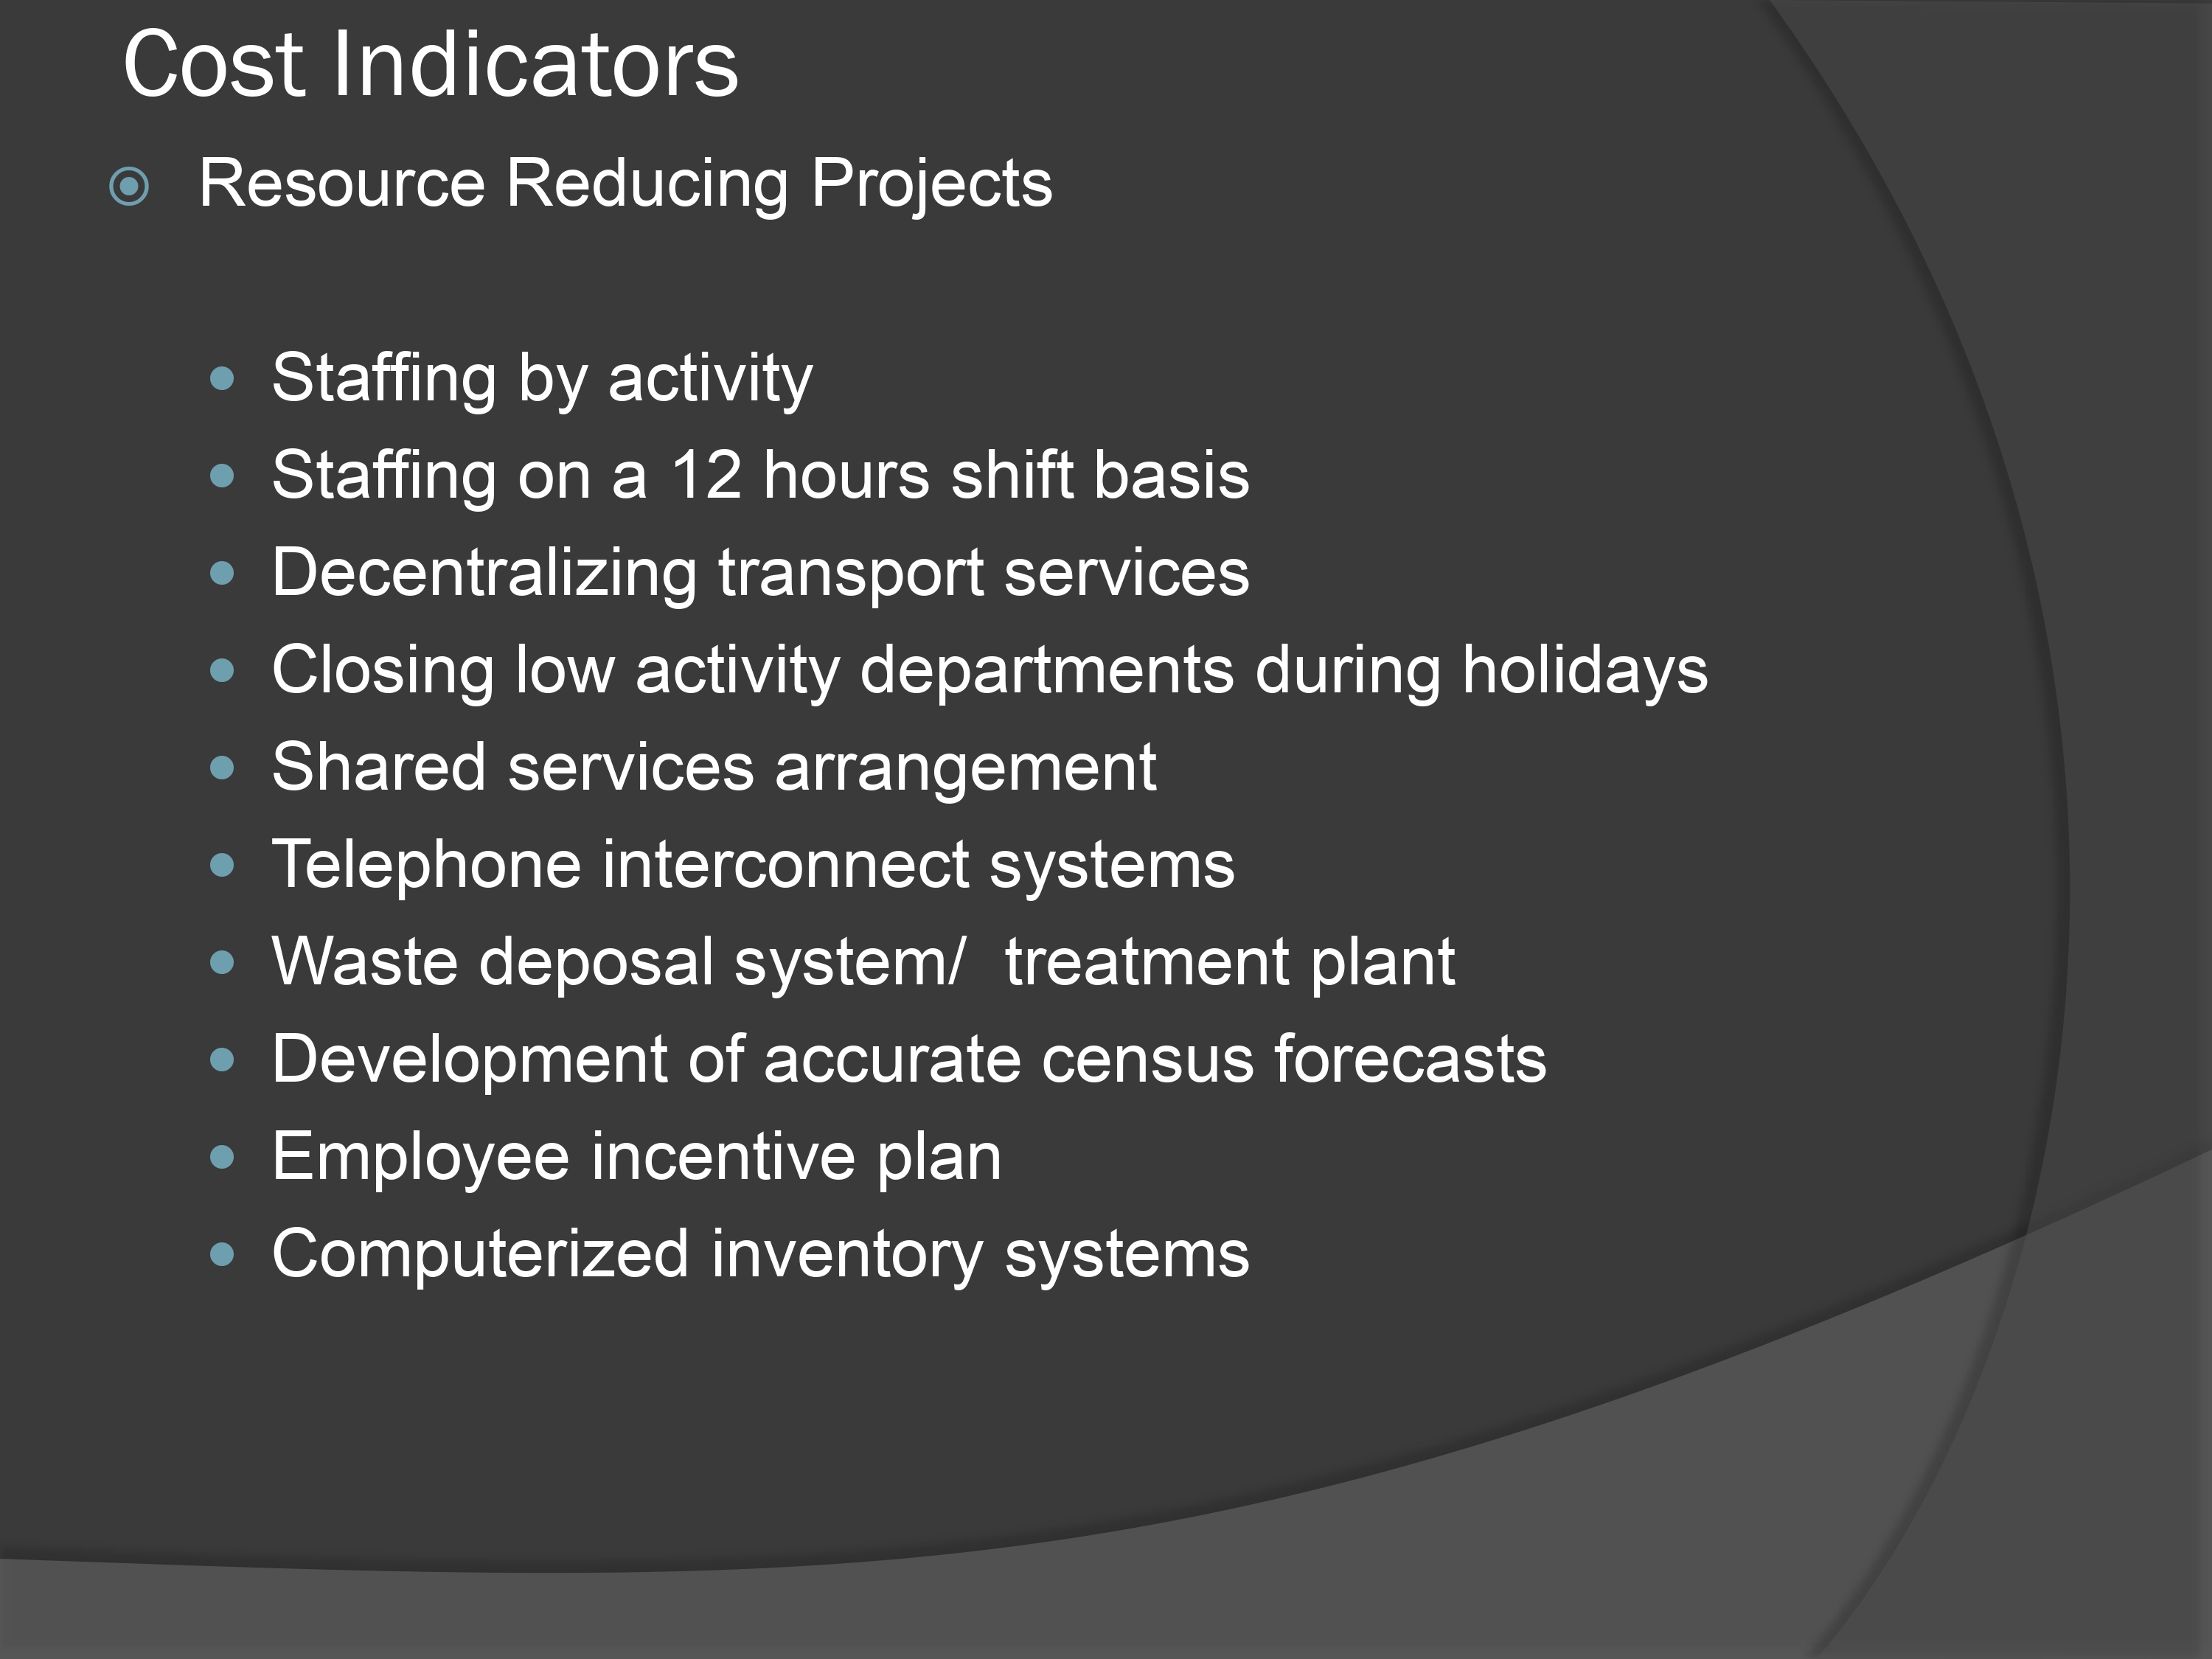 Cost Indicators
Resource Reducing Projects
Staffing by activity
Staffing on a 12 hours shift basis
Decentralizing transport services
Closing low activity departments during holidays
Shared services arrangement
Telephone interconnect systems
Waste deposal system/  treatment plant
Development of accurate census forecasts
Employee incentive plan
Computerized inventory systems